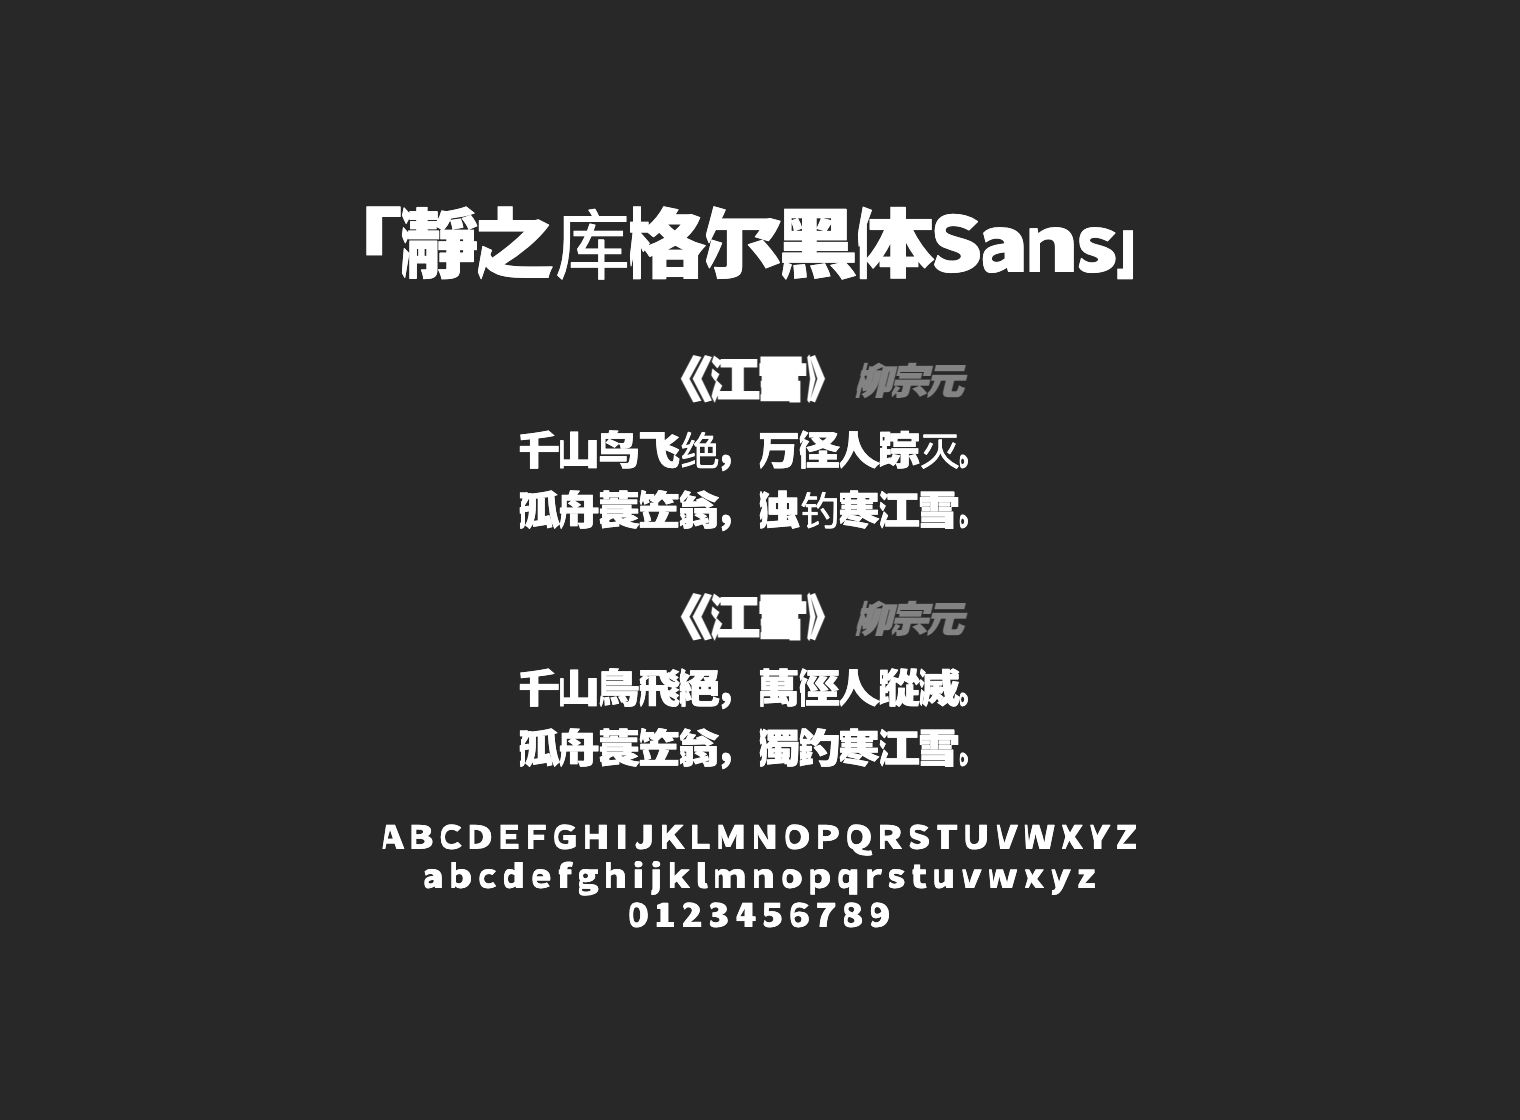 「瀞之库格尔黑体Sans」
《江雪》 柳宗元
千山鸟飞绝，万径人踪灭。
孤舟蓑笠翁，独钓寒江雪。
《江雪》 柳宗元
千山鳥飛絕，萬徑人蹤滅。
孤舟蓑笠翁，獨釣寒江雪。
ABCDEFGHIJKLMNOPQRSTUVWXYZ
abcdefghijklmnopqrstuvwxyz
0123456789